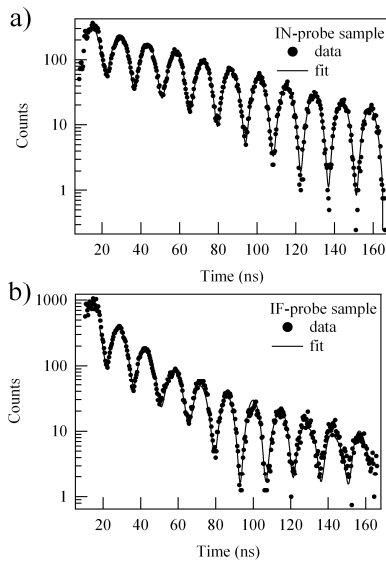 a)
IN-probe sample
data
fit
100
10
1
Counts
0 20 40 60 80 100 120 140 160
Time (ns)
b)
1000
IF-probe sample
data
fit
100
10
1
Counts
0 20 40 60 80 100 120 140 160
Time (ns)